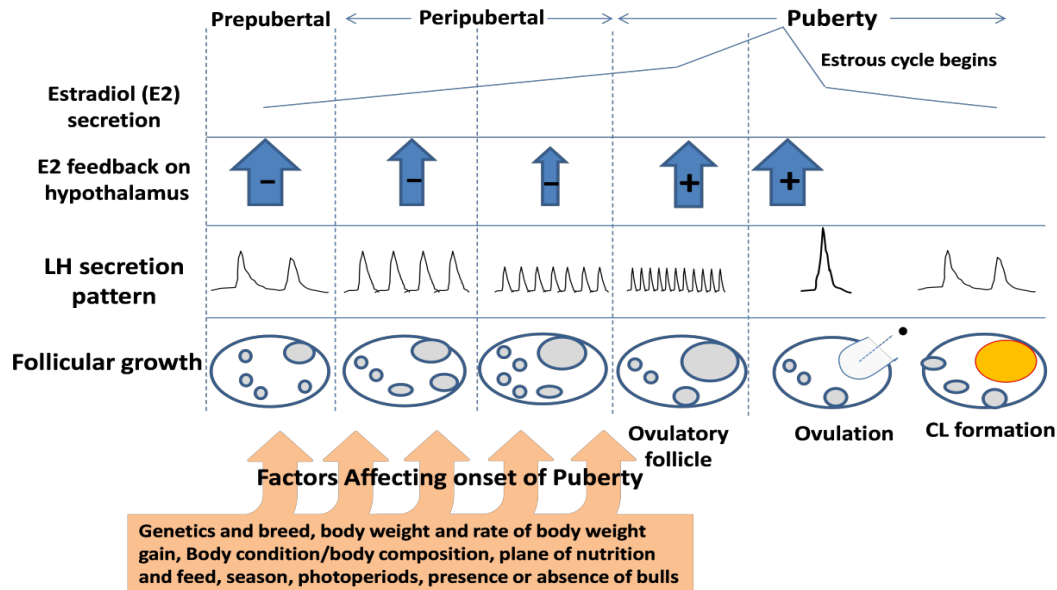 Prepubertal
Peripubertal
Puberty
Estrous cycle begins
Estradiol (E2)
secretion
E2 feedback on
hypothalamus
−
−
−
+
+
LH secretion
pattern
Follicular growth
Ovulatory
follicle
Ovulation
CL formation
Factors Affecting onset of Puberty
Genetics and breed, body weight and rate of body weight
gain, Body condition/body composition, plane of nutrition
and feed, season, photoperiods, presence or absence of bulls